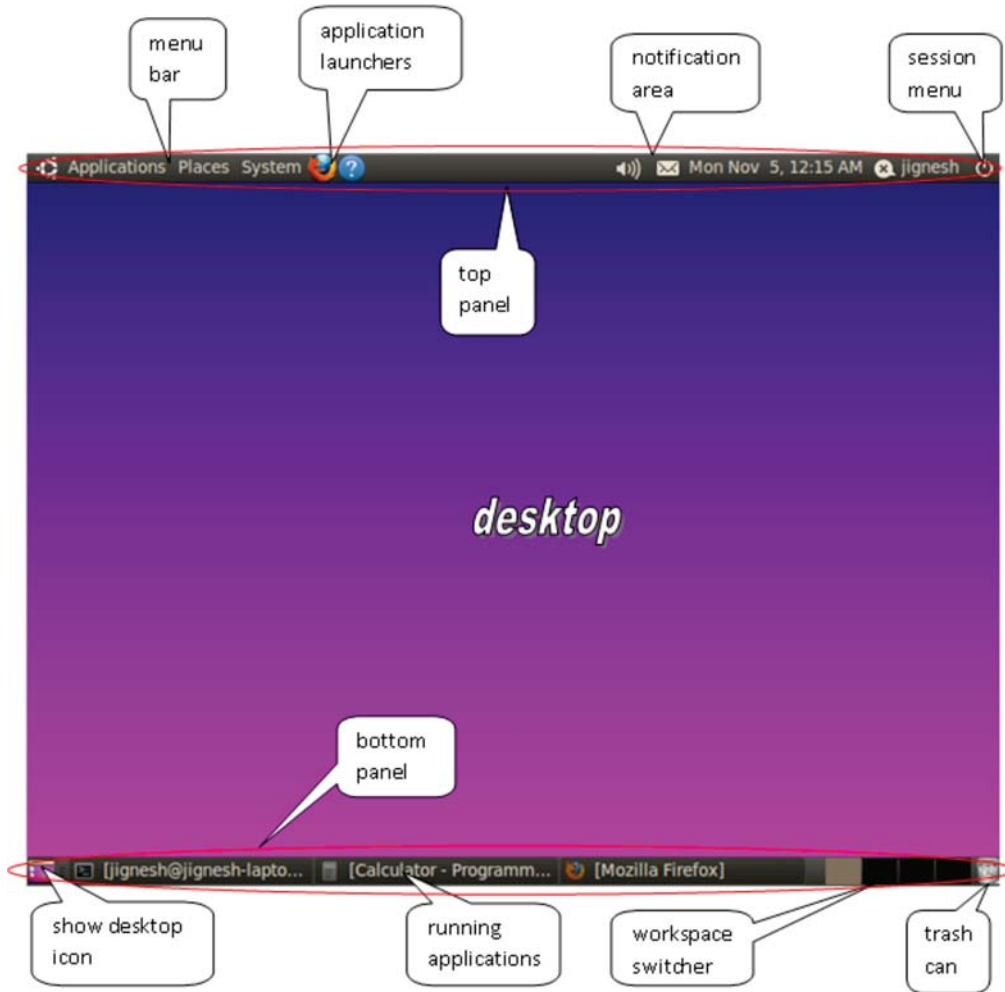 menu
bar
application
launchers
notification
area
session
menu
Applications Places System ? Mon Nov 5, 12:15 AM jignesh
top
panel
desktop
bottom
panel
[jignesh@jignesh-lapto... [Calculator - Programm... [Mozilla Firefox]
show desktop
icon
running
applications
workspace
switcher
trash
can